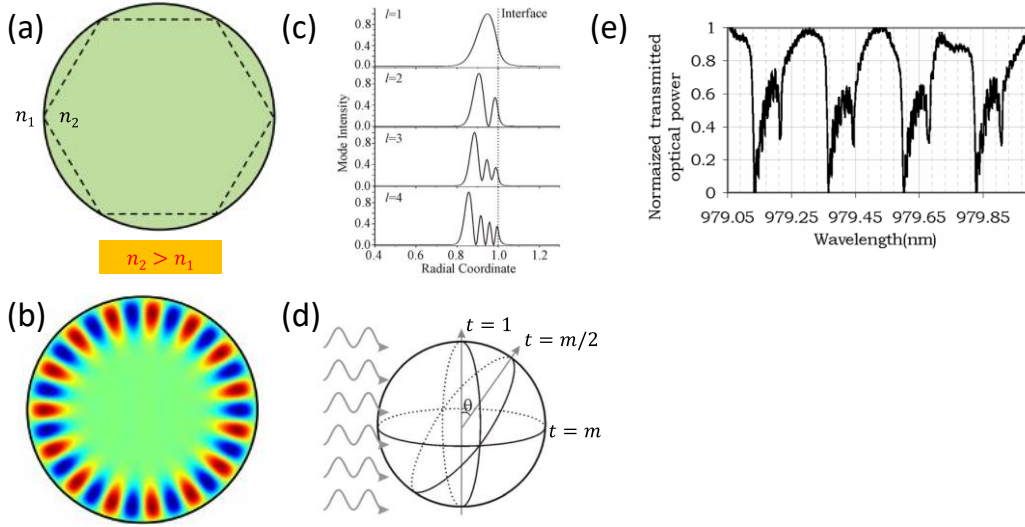 (a)
n₁
n₂
n₂ > n₁
(b)
(c)
Mode Intensity
l=1
Interface
0.8
0.4
0.0
l=2
0.8
0.4
0.0
l=3
0.8
0.4
0.0
l=4
0.8
0.4
0.0
0.4 0.6 0.8 1.0 1.2
Radial Coordinate
(d)
t = 1
t = m/2
θ
t = m
(e)
Normaized transmitted
optical power
1
0.8
0.6
0.4
0.2
0
979.05 979.25 979.45 979.65 979.85
Wavelength(nm)